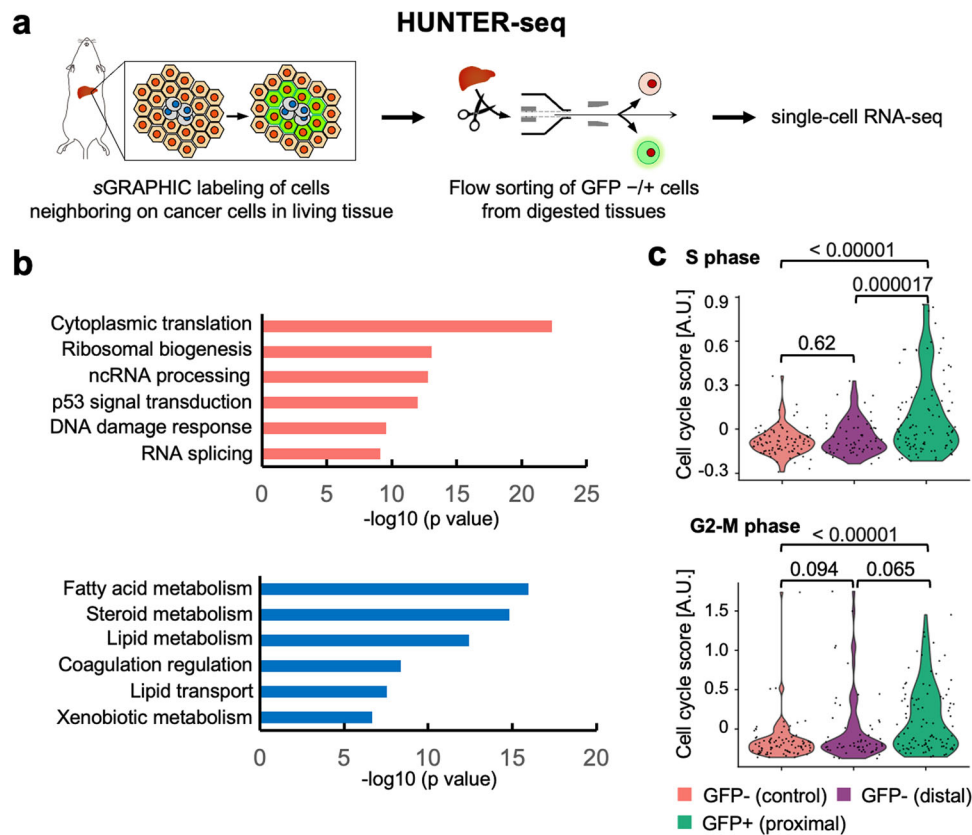 a
HUNTER-seq
sGRAPHIC labeling of cells
neighboring on cancer cells in living tissue
Flow sorting of GFP −/+ cells
from digested tissues
single-cell RNA-seq
b
Cytoplasmic translation
Ribosomal biogenesis
ncRNA processing
p53 signal transduction
DNA damage response
RNA splicing
0 5 10 15 20 25
-log10 (p value)
Fatty acid metabolism
Steroid metabolism
Lipid metabolism
Coagulation regulation
Lipid transport
Xenobiotic metabolism
0 5 10 15 20
-log10 (p value)
c
S phase
< 0.00001
0.000017
0.62
Cell cycle score [A.U.]
0.9
0.6
0.3
0
-0.3
G2-M phase
< 0.00001
0.094 0.065
Cell cycle score [A.U.]
1.5
1.0
0.5
0
GFP- (control) GFP- (distal)
GFP+ (proximal)